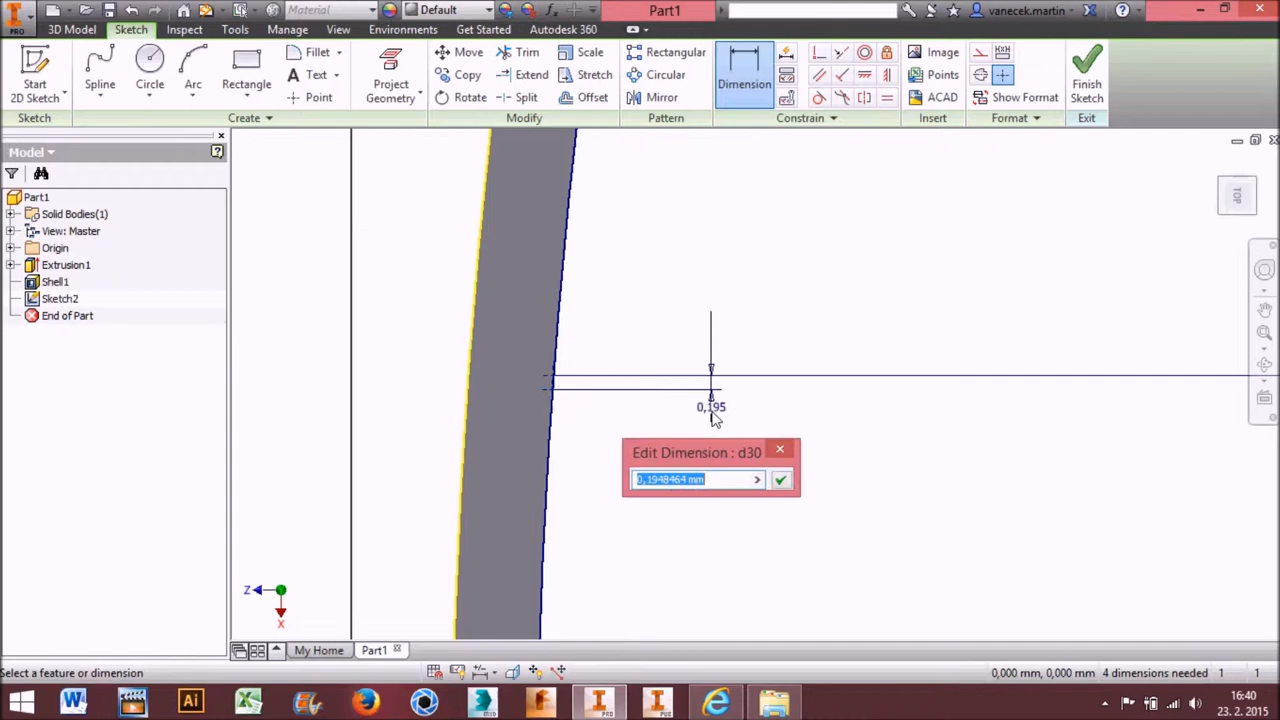 PRO
Material
Default
Part1
vanecek.martin
3D Model Sketch Inspect Tools Manage View Environments Get Started Autodesk 360
Start
2D Sketch
Spline
Circle
Arc
Rectangle
Fillet
Text
Point
Project
Geometry
Move
Copy
Rotate
Trim
Extend
Split
Scale
Stretch
Offset
Rectangular
Circular
Mirror
Dimension
Image
Points
ACAD
Show Format
Finish
Sketch
Sketch Create Modify Pattern Constrain Insert Format Exit
Model
Part1
Solid Bodies(1)
View: Master
Origin
Extrusion1
Shell1
Sketch2
End of Part
TOP
0,195
Edit Dimension : d30
0,1948464 mm
Z
X
My Home Part1
Select a feature or dimension
0,000 mm, 0,000 mm 4 dimensions needed 1 1
16:40
23. 2. 2015